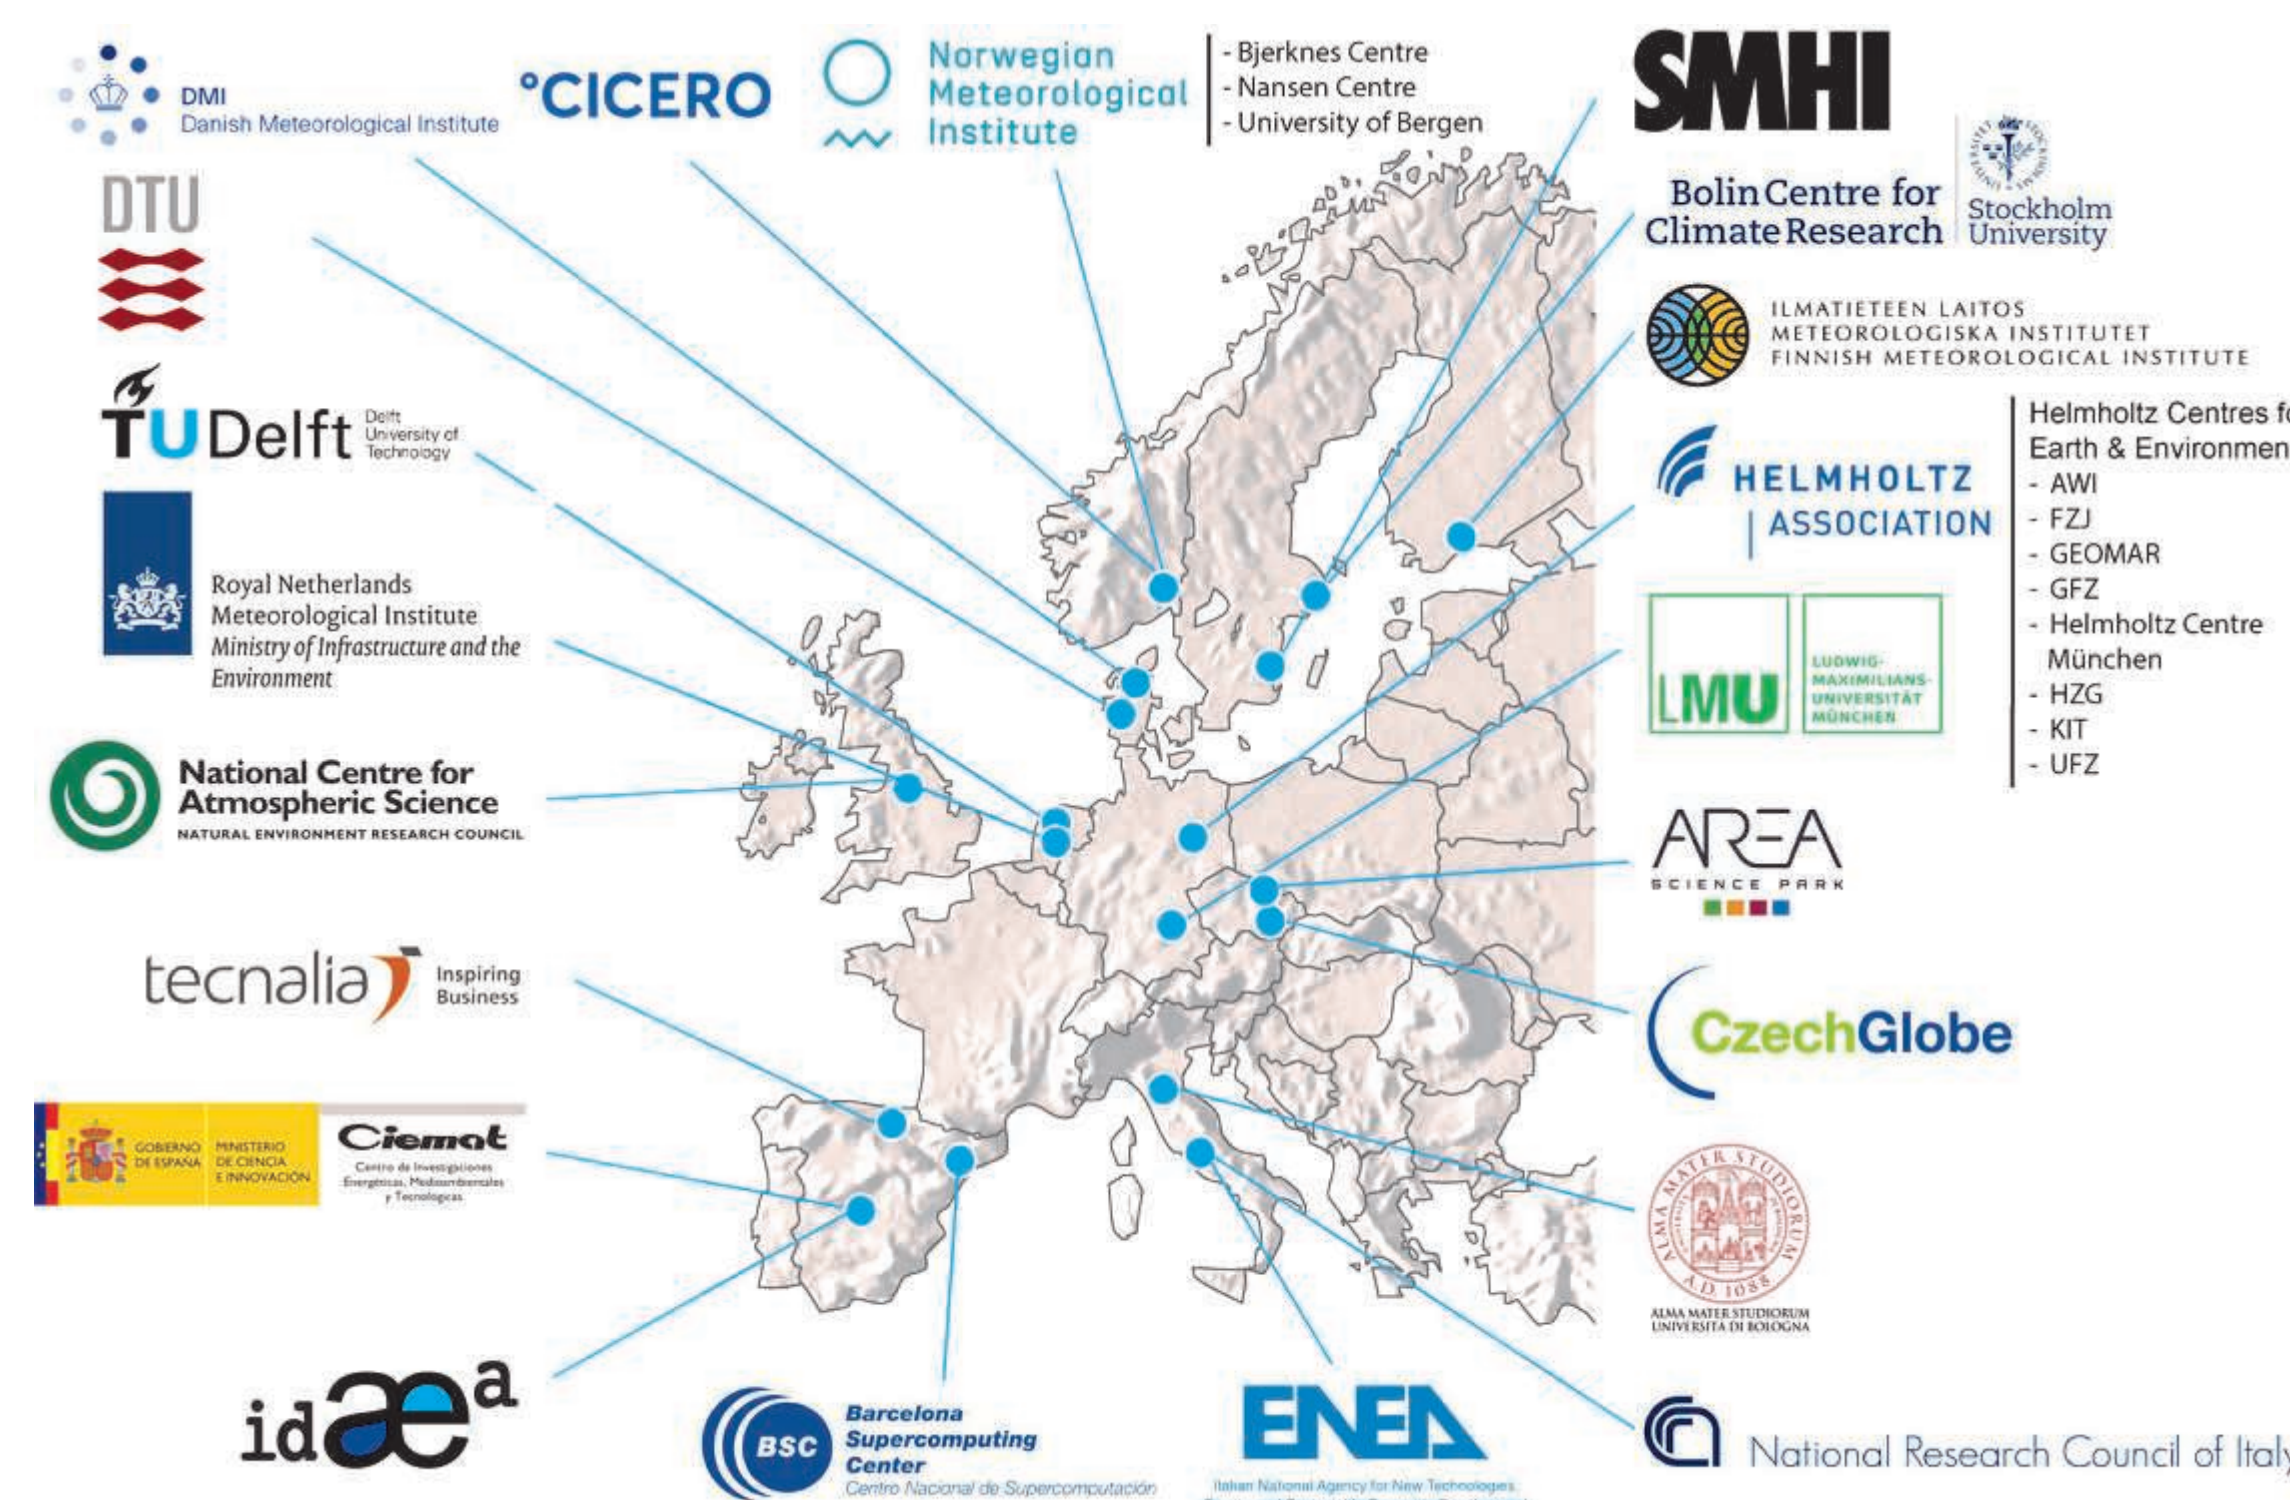 DMI
Danish Meteorological Institute
°CICERO
Norwegian
Meteorological
Institute
- Bjerknes Centre
- Nansen Centre
- University of Bergen
SMHI
DTU
Bolin Centre for
Climate Research
Stockholm
University
ILMATIETEEN LAITOS
METEOROLOGISKA INSTITUTET
FINNISH METEOROLOGICAL INSTITUTE
TU Delft
Delft
University of
Technology
HELMHOLTZ
ASSOCIATION
Helmholtz Centres
Earth &
- AWI
- FZJ
- GEOMAR
- GFZ
- Helmholtz Centre
München
- HZG
- KIT
- UFZ
Royal Netherlands
Meteorological Institute
Ministry of Infrastructure and the
Environment
LMU
LUDWIG-
MAXIMILIANS-
UNIVERSITÄT
MÜNCHEN
National Centre for
Atmospheric Science
NATURAL ENVIRONMENT RESEARCH COUNCIL
AREA
SCIENCE PARK
tecnalia
Inspiring
Business
CzechGlobe
GOBIERNO
DE ESPAÑA
MINISTERIO
DE CIENCIA
E INNOVACIÓN
Ciemat
Centro de Investigaciones
Energéticas, Medioambientales
y Tecnológicas
ALMA MATER STUDIORUM
A.D. 1088
ALMA MATER STUDIORUM
UNIVERSITÀ DI BOLOGNA
idæa
BSC
Barcelona
Supercomputing
Center
Centro Nacional de Supercomputación
ENEA
Italian National Agency for New Technologies
National Research Council of Italy